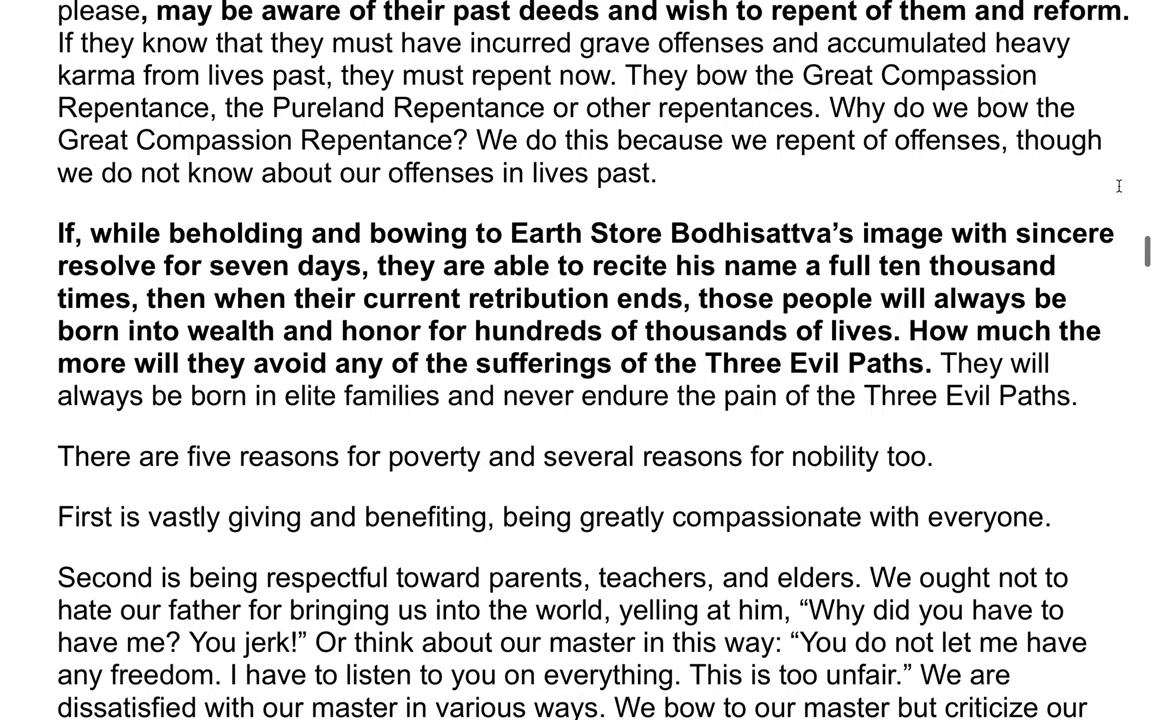 please, may be aware of their past deeds and wish to repent of them and reform.
If they know that they must have incurred grave offenses and accumulated heavy
karma from lives past, they must repent now. They bow the Great Compassion
Repentance, the Pureland Repentance or other repentances. Why do we bow the
Great Compassion Repentance? We do this because we repent of offenses, though
we do not know about our offenses in lives past.
If, while beholding and bowing to Earth Store Bodhisattva’s image with sincere
resolve for seven days, they are able to recite his name a full ten thousand
times, then when their current retribution ends, those people will always be
born into wealth and honor for hundreds of thousands of lives. How much the
more will they avoid any of the sufferings of the Three Evil Paths. They will
always be born in elite families and never endure the pain of the Three Evil Paths.
There are five reasons for poverty and several reasons for nobility too.
First is vastly giving and benefiting, being greatly compassionate with everyone.
Second is being respectful toward parents, teachers, and elders. We ought not to
hate our father for bringing us into the world, yelling at him, “Why did you have to
have me? You jerk!” Or think about our master in this way: “You do not let me have
any freedom. I have to listen to you on everything. This is too unfair.” We are
dissatisfied with our master in various ways. We bow to our master but criticize our